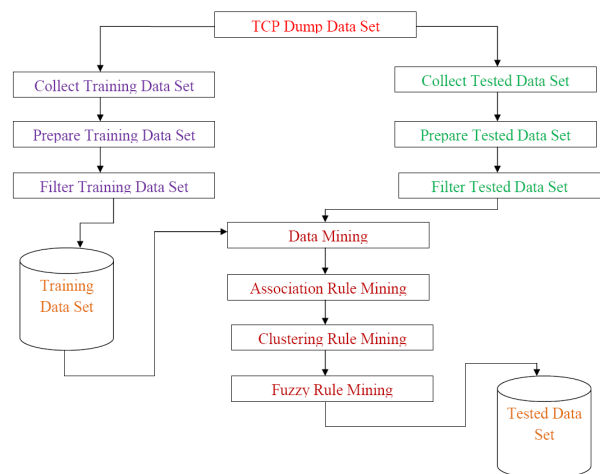 TCP Dump Data Set
Collect Training Data Set
Collect Tested Data Set
Prepare Training Data Set
Prepare Tested Data Set
Filter Training Data Set
Filter Tested Data Set
Data Mining
Training
Data Set
Association Rule Mining
Clustering Rule Mining
Fuzzy Rule Mining
Tested Data
Set